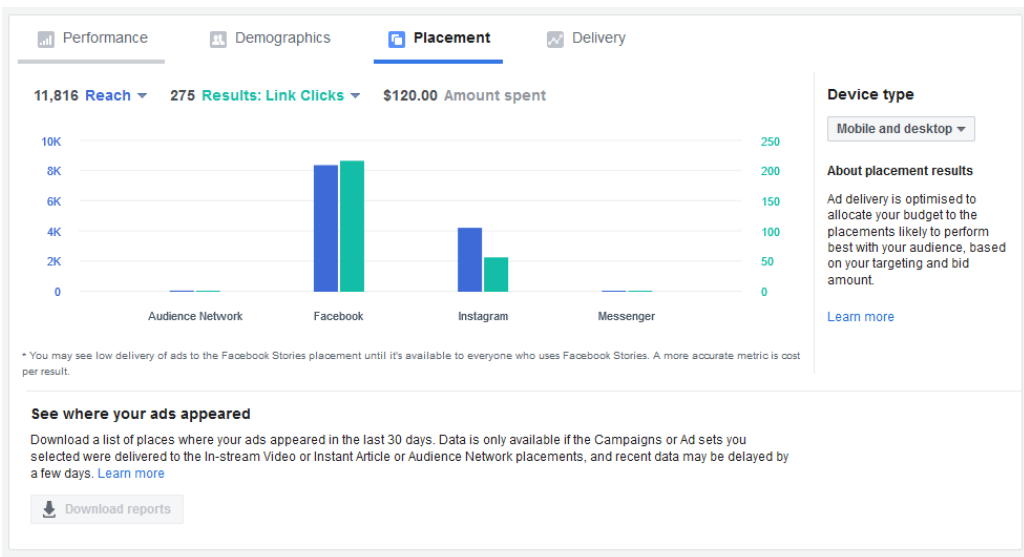 Performance Demographics Placement Delivery
11,816 Reach 275 Results: Link Clicks $120.00 Amount spent
10K
8K
6K
4K
2K
0
250
200
150
100
50
0
Audience Network Facebook Instagram Messenger
* You may see low delivery of ads to the Facebook Stories placement until it's available to everyone who uses Facebook Stories. A more accurate metric is cost
per result.
Device type
Mobile and desktop
About placement results
Ad delivery is optimised to
allocate your budget to the
placements likely to perform
best with your audience, based
on your targeting and bid
amount.
Learn more
See where your ads appeared
Download a list of places where your ads appeared in the last 30 days. Data is only available if the Campaigns or Ad sets you
selected were delivered to the In-stream Video or Instant Article or Audience Network placements, and recent data may be delayed by
a few days. Learn more
Download reports